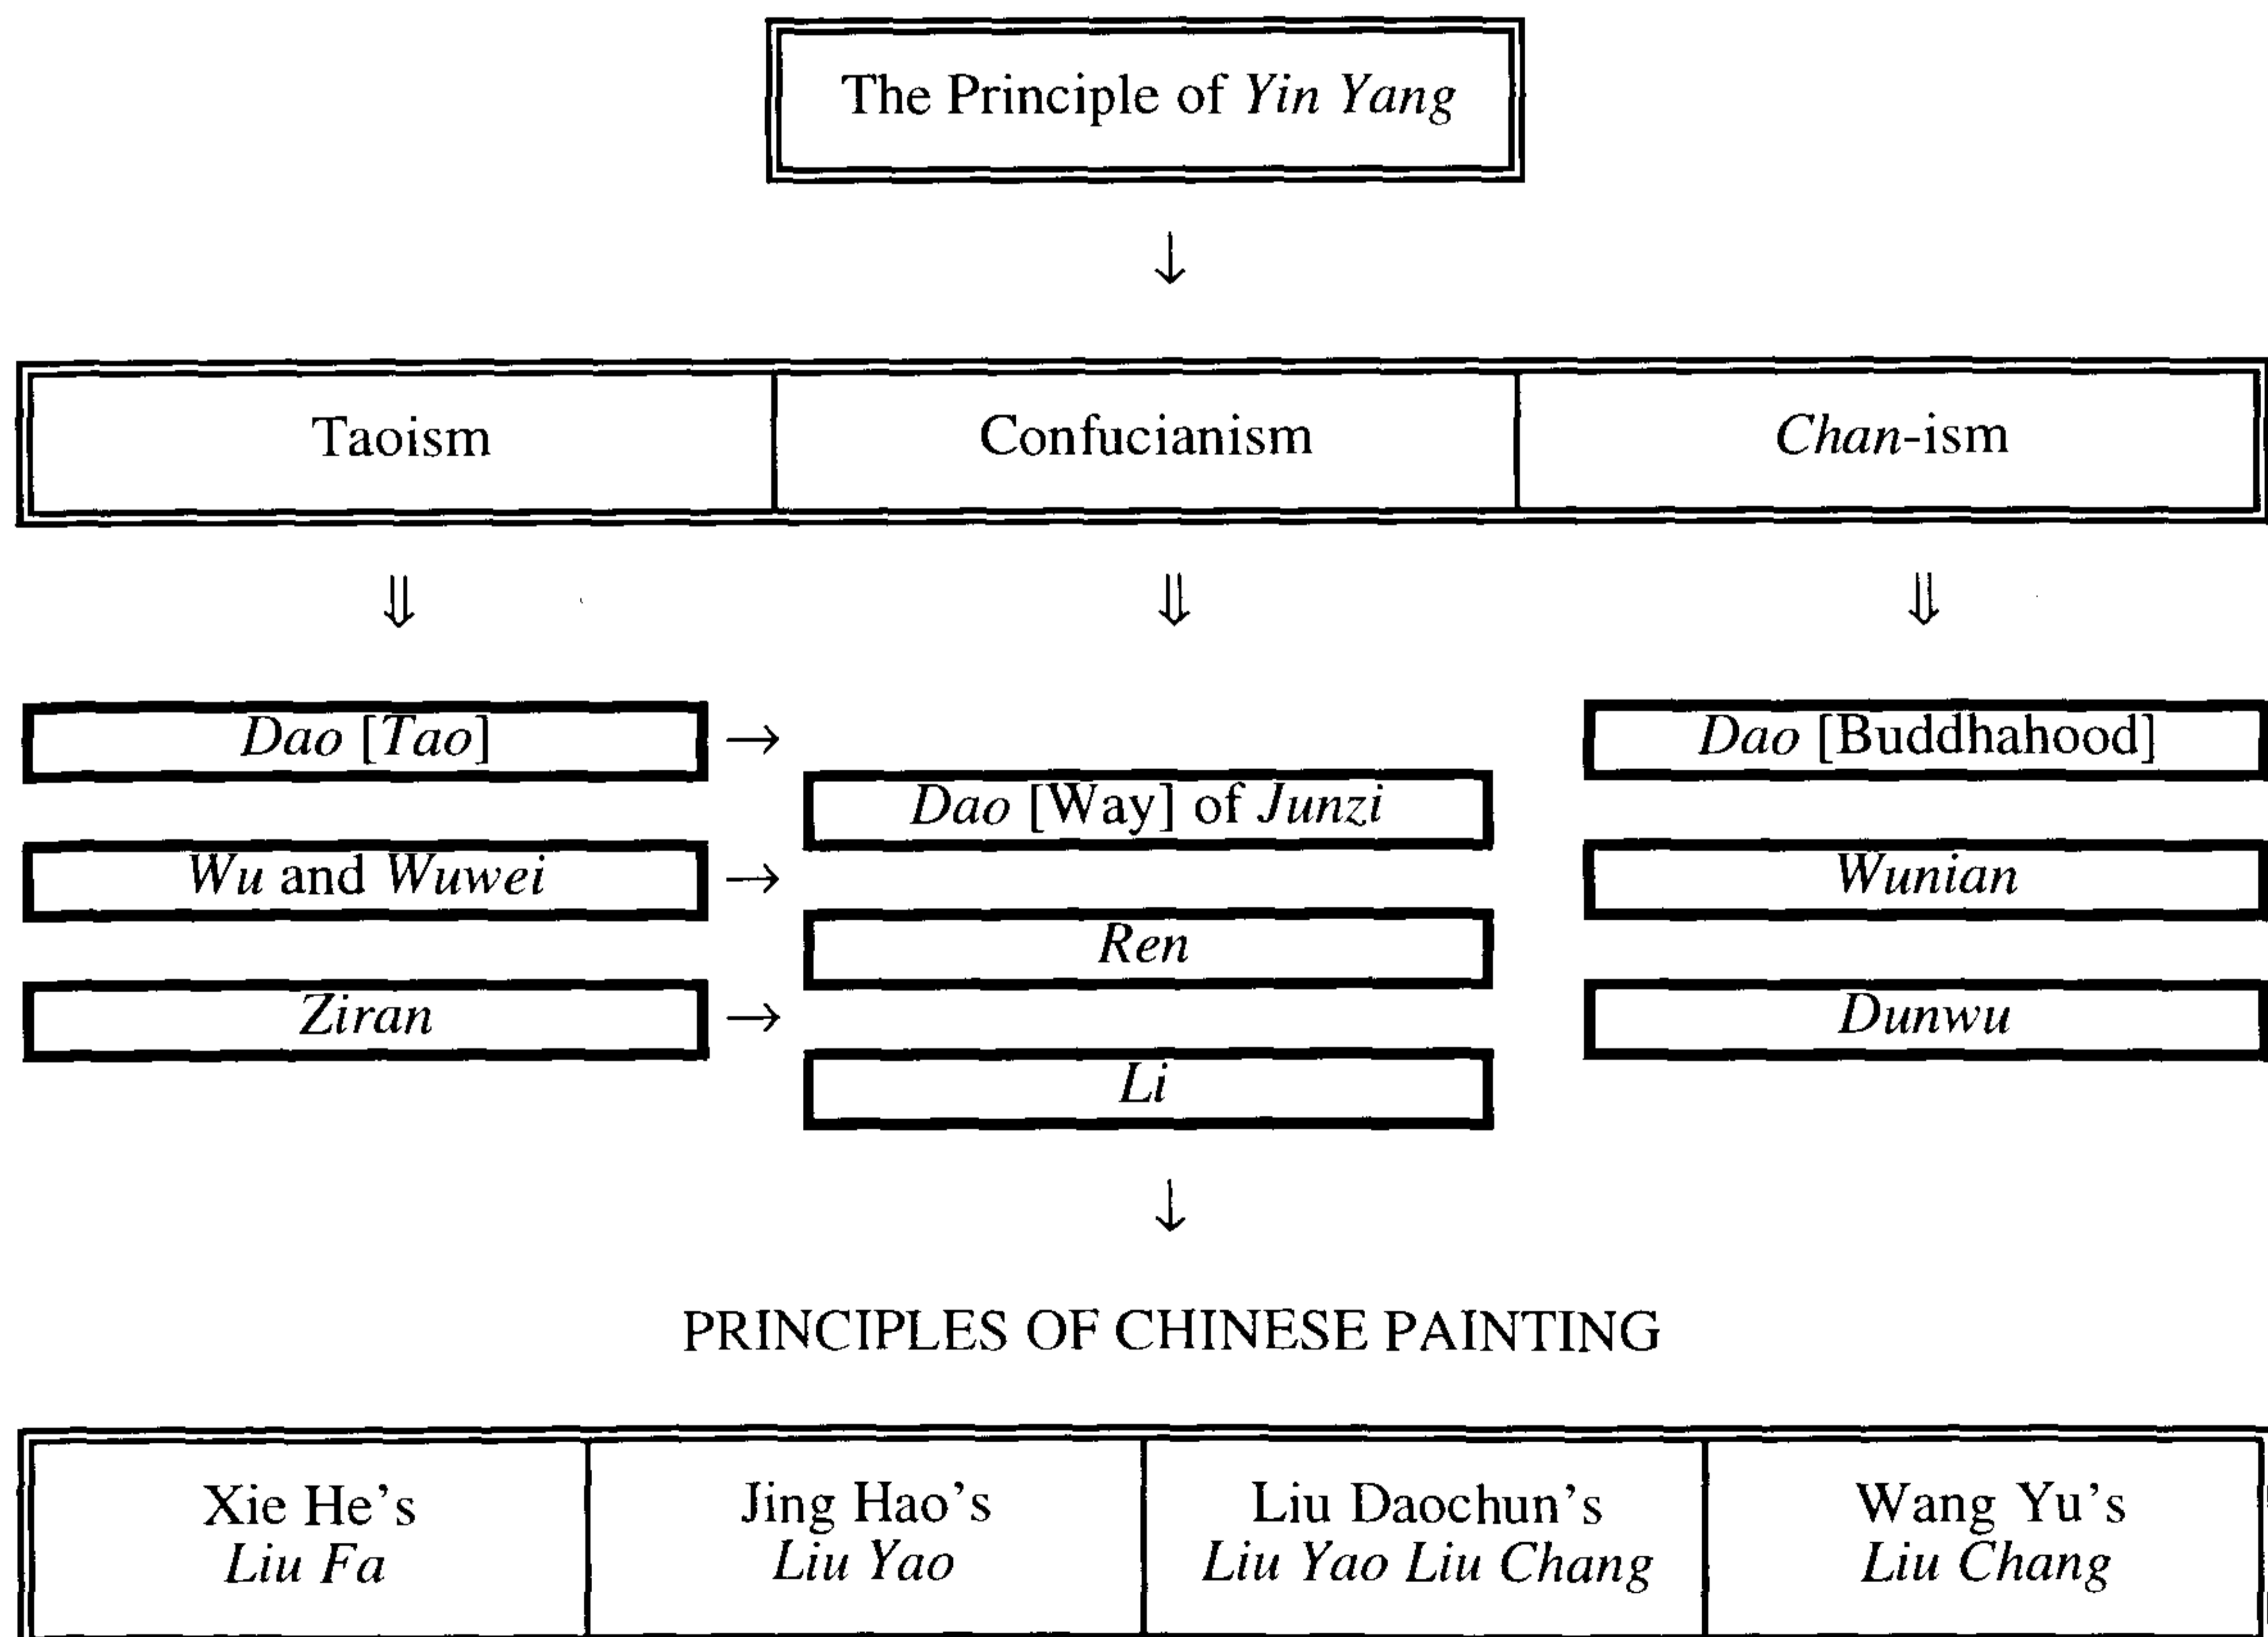 The Principle of Yin Yang
↓
Taoism
Confucianism
Chan-ism
⇓ ⇓ ⇓
Dao [Tao] →
Dao [Buddhahood]
Dao [Way] of Junzi
Wu and Wuwei →
Wunian
Ren
Ziran →
Dunwu
Li
↓
PRINCIPLES OF CHINESE PAINTING
Xie He's
Liu Fa
Jing Hao's
Liu Yao
Liu Daochun's
Liu Yao Liu Chang
Wang Yu's
Liu Chang